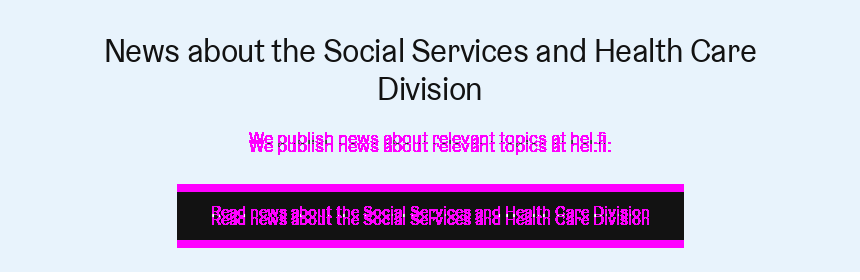 News about the Social Services and Health Care
Division
We publish news about relevant topics at hel.fi.
Read news about the Social Services and Health Care Division